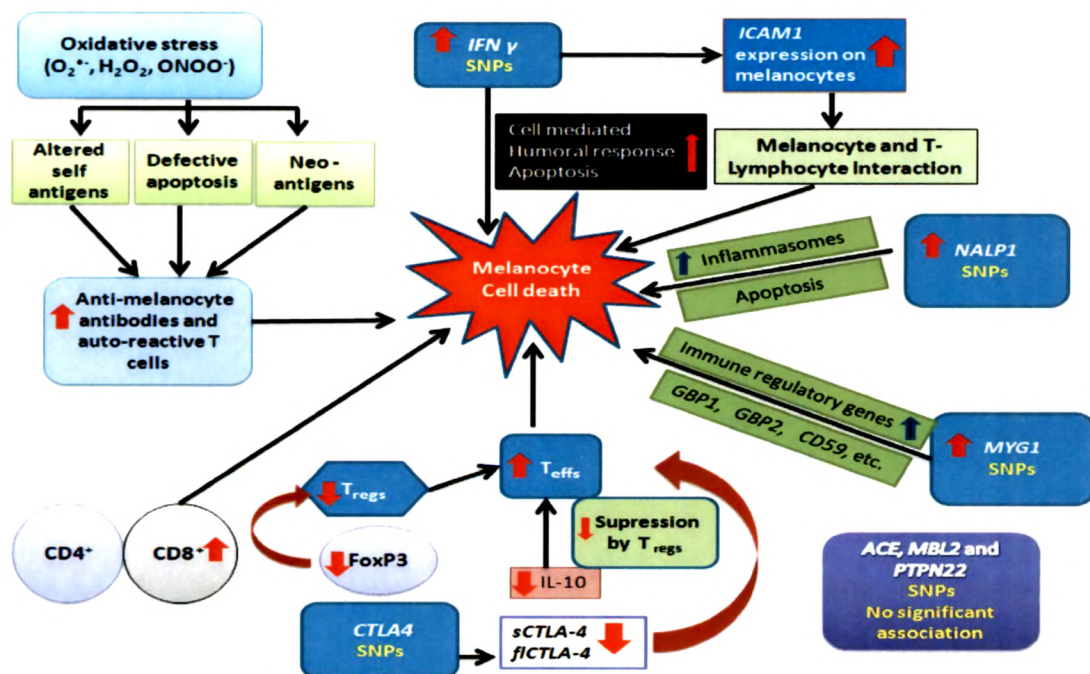 Oxidative stress
(O₂•⁻, H₂O₂, ONOO⁻)
Altered
self
antigens
Defective
apoptosis
Neo -
antigens
Anti-melanocyte
antibodies and
auto-reactive T
cells
IFN γ
SNPs
ICAM1
expression on
melanocytes
Cell mediated
Humoral response
Apoptosis
Melanocyte and T-
Lymphocyte Interaction
Melanocyte
Cell death
Inflammasomes
Apoptosis
NALP1
SNPs
Immune regulatory genes
GBP1, GBP2, CD59, etc.
MYG1
SNPs
Tregs
Teffs
Supression
by Tregs
CD4⁺
CD8⁺
FoxP3
IL-10
CTLA4
SNPs
sCTLA-4
flCTLA-4
ACE, MBL2 and
PTPN22
SNPs
No significant
association